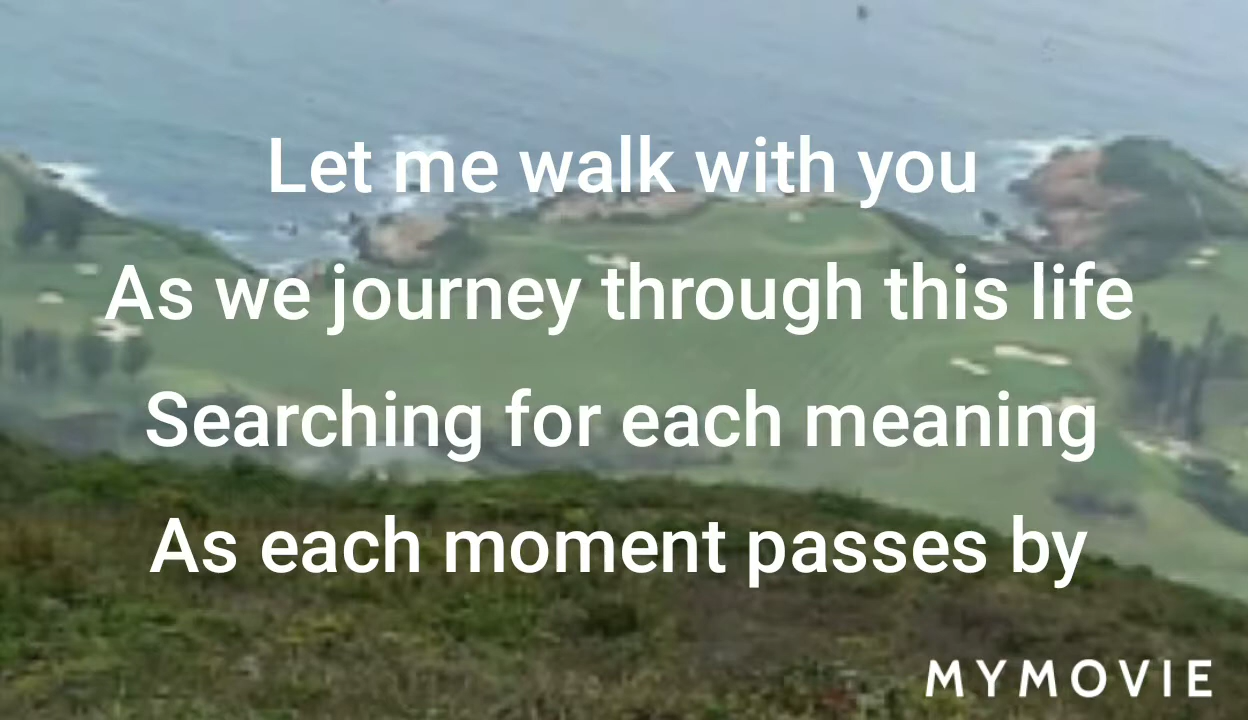 Let me walk with you
As we journey through this life
Searching for each meaning
As each moment passes by
MYMOVIE